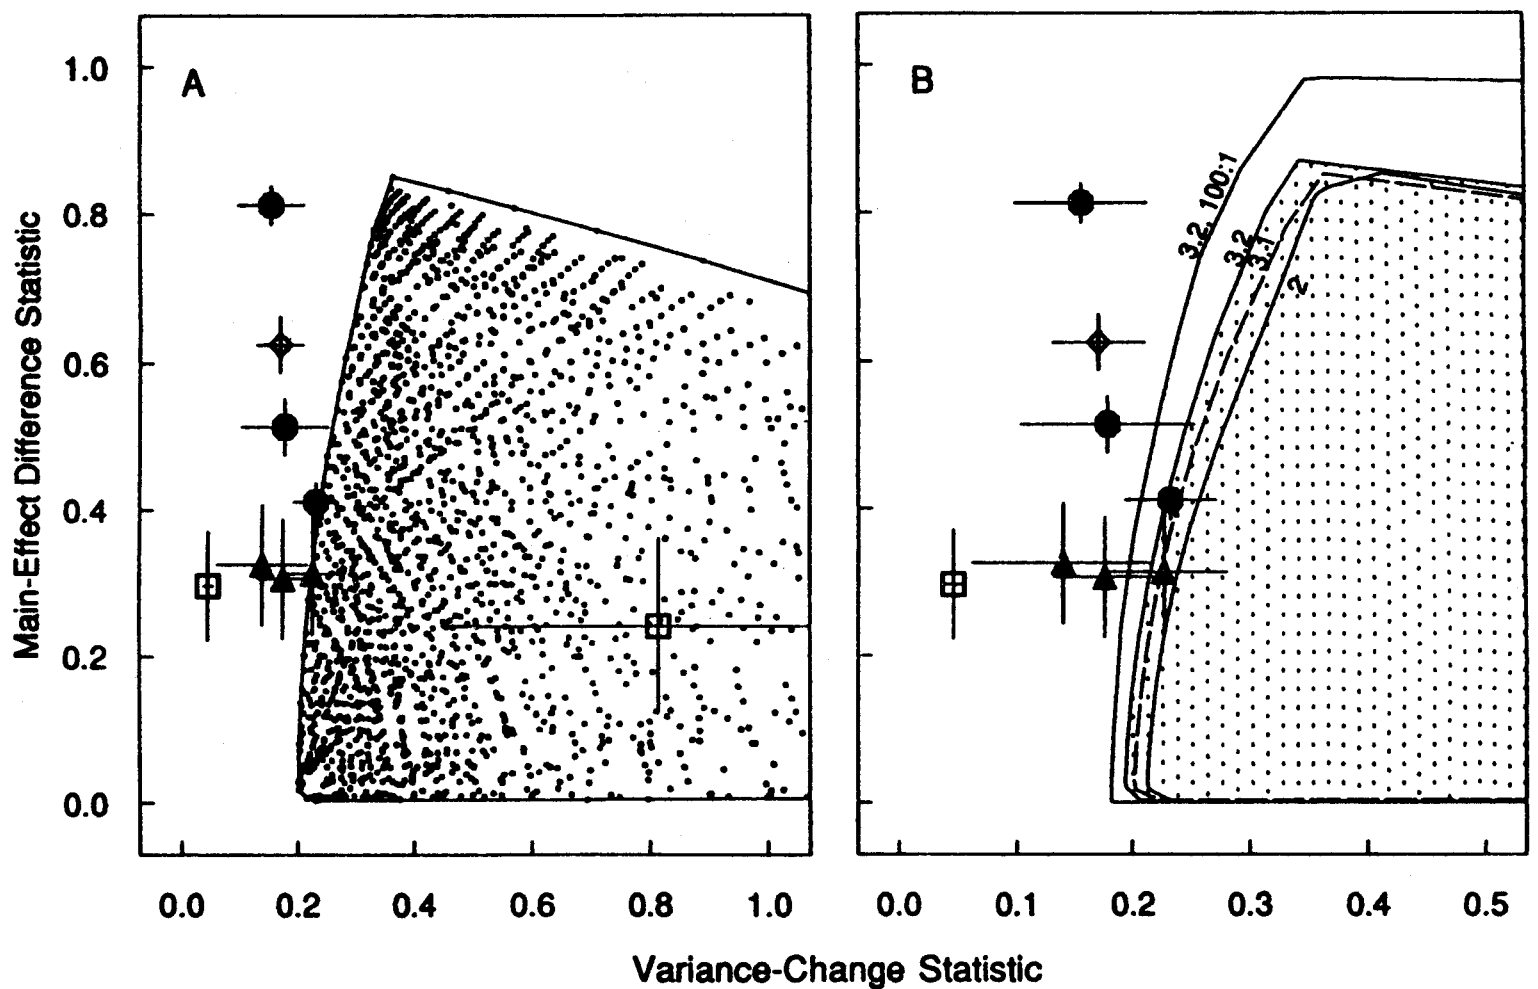 A
B
Main-Effect Difference Statistic
1.0
0.8
0.6
0.4
0.2
0.0
3.2, 100:1
3.2
3.1
2
0.0 0.2 0.4 0.6 0.8 1.0
0.0 0.1 0.2 0.3 0.4 0.5
Variance-Change Statistic